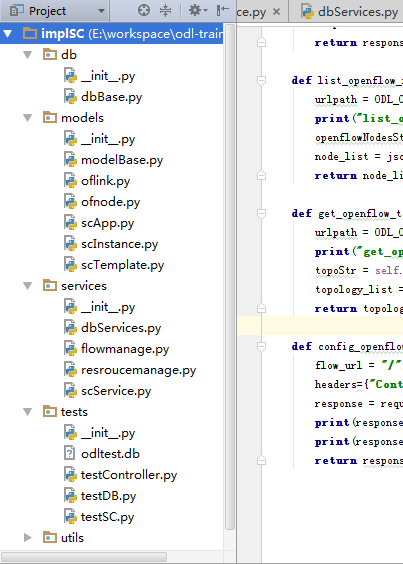 Project
ce.py
dbServices.py
implSC (E:\workspace\odl-train
db
__init__.py
dbBase.py
models
__init__.py
modelBase.py
oflink.py
ofnode.py
scApp.py
scInstance.py
scTemplate.py
services
__init__.py
dbServices.py
flowmanage.py
resroucemanage.py
scService.py
tests
__init__.py
odltest.db
testController.py
testDB.py
testSC.py
utils
return respons
def list_openflow_
urlpath = ODL_O
print("list_o
openflowNodesSt
node_list = jso
return node_li
def get_openflow_t
urlpath = ODL_O
print("get_op
topoStr = self.
topology_list =
return topolog
def config_openflow
flow_url = "/"
headers={"Cont
response = requ
print(response
print(response
return respons